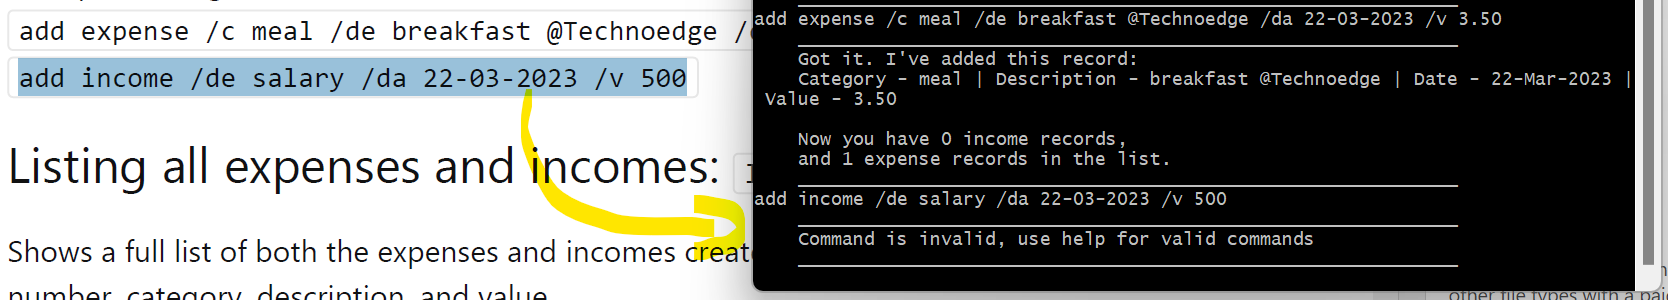 add expense /c meal /de breakfast @Technoedge /
add income /de salary /da 22-03-2023 /v 500
Listing all expenses and incomes:
Shows a full list of both the expenses and incomes
number, category, description, and value
add expense /c meal /de breakfast @Technoedge /da 22-03-2023 /v 3.50
Got it. I've added this record:
Category - meal | Description - breakfast @Technoedge | Date - 22-Mar-2023 |
Value - 3.50
Now you have 0 income records,
and 1 expense records in the list.
add income /de salary /da 22-03-2023 /v 500
Command is invalid, use help for valid commands
other file types with a